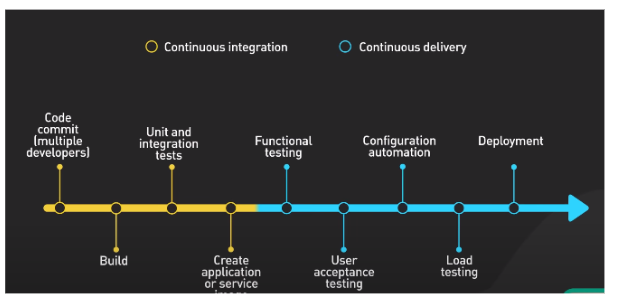 Continuous integration
Continuous delivery
Code
commit
(multiple
developers)
Unit and
integration
tests
Functional
testing
Configuration
automation
Deployment
Build
Create
application
or service
User
acceptance
testing
Load
testing